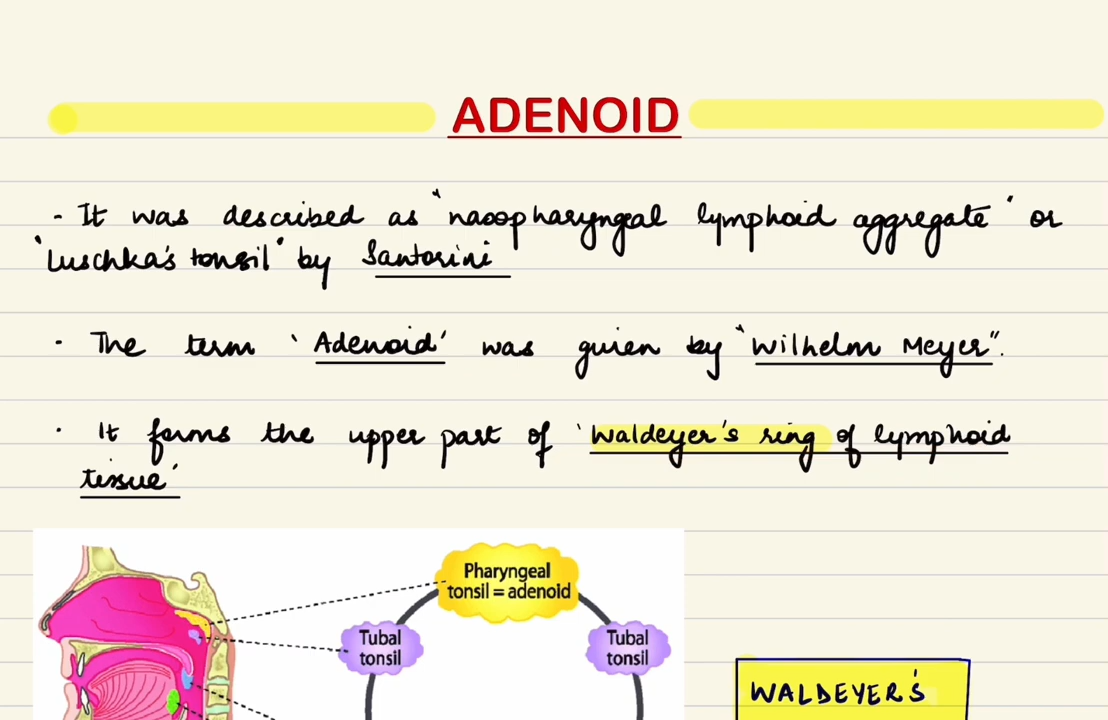 ADENOID
- It was described as "nasopharyngeal lymphoid aggregate" or
"Luschka's tonsil" by Santorini
· The term 'Adenoid' was given by "Wilhelm Meyer".
· It forms the upper part of 'Waldeyer's ring of lymphoid
tissue'
Pharyngeal
tonsil = adenoid
Tubal
tonsil
Tubal
tonsil
WALDEYER'S